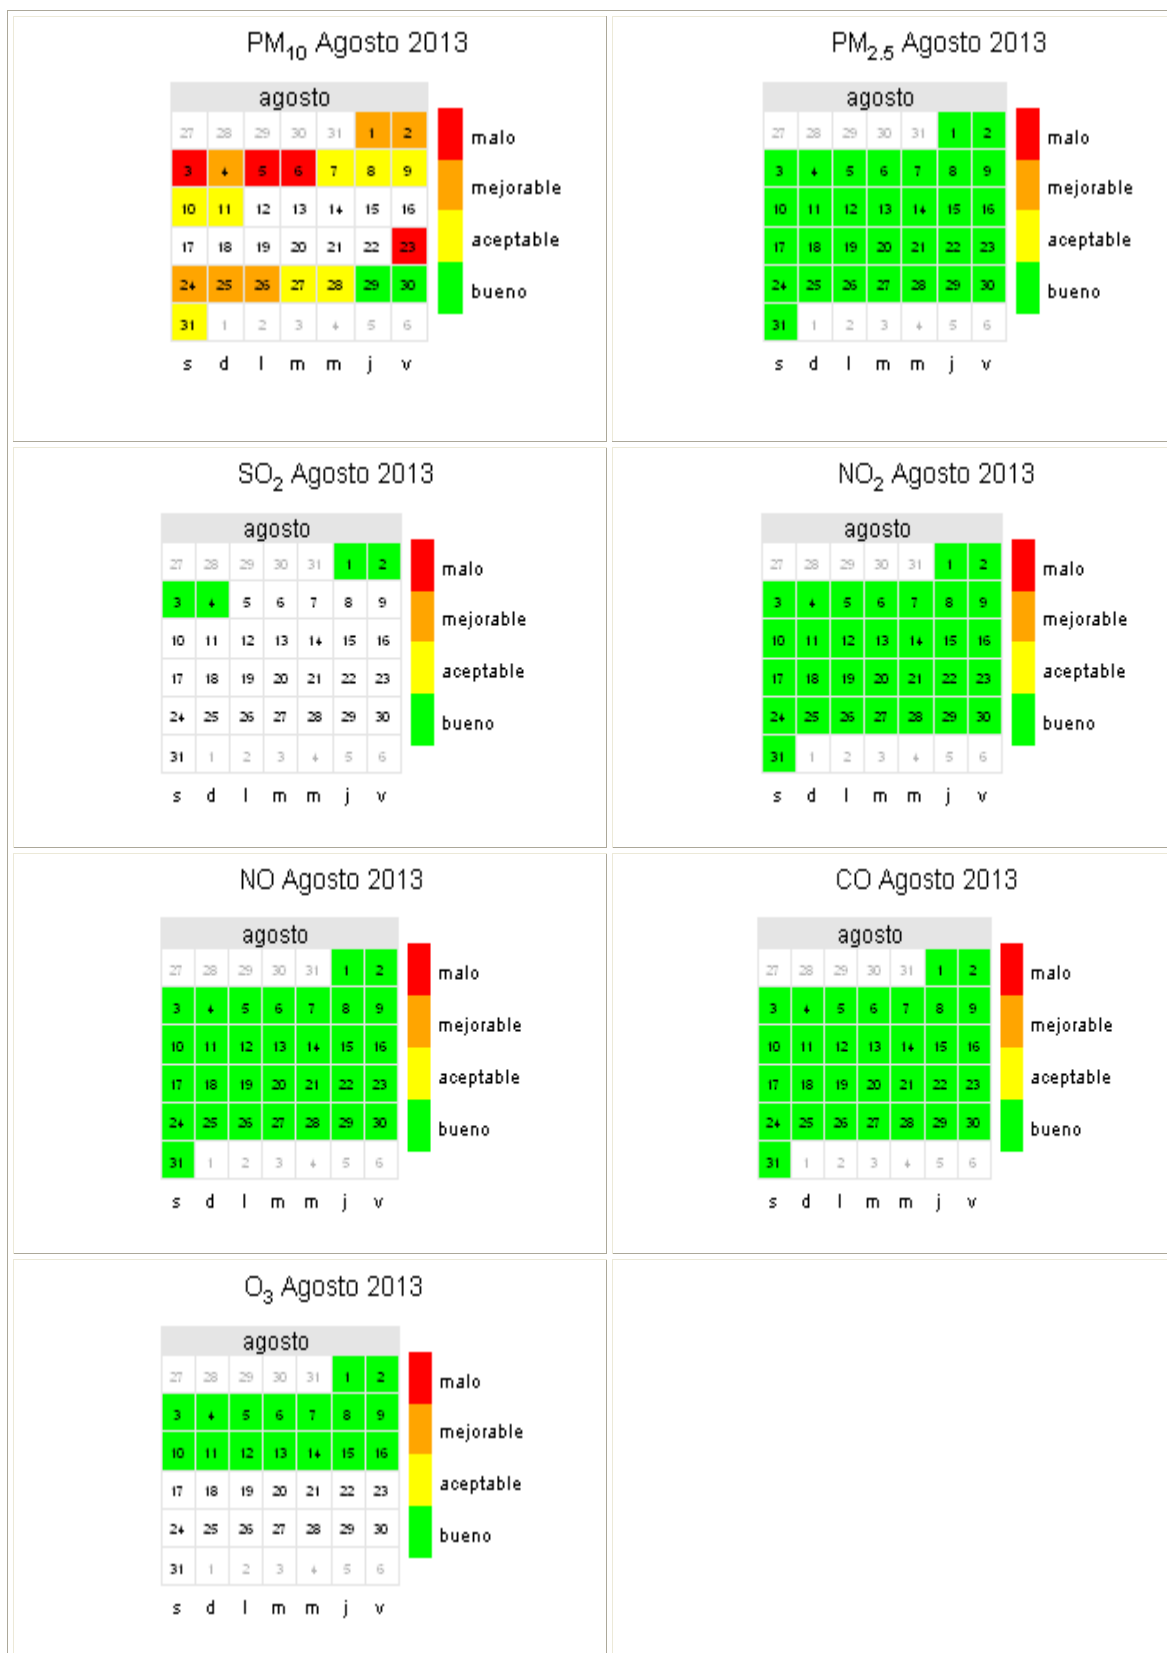 PM10 Agosto 2013
agosto
27 28 29 30 31 1 2
3 4 5 6 7 8 9
10 11 12 13 14 15 16
17 18 19 20 21 22 23
24 25 26 27 28 29 30
31 1 2 3 4 5 6
s d l m m j v
malo
mejorable
aceptable
bueno
PM2.5 Agosto 2013
agosto
27 28 29 30 31 1 2
3 4 5 6 7 8 9
10 11 12 13 14 15 16
17 18 19 20 21 22 23
24 25 26 27 28 29 30
31 1 2 3 4 5 6
s d l m m j v
malo
mejorable
aceptable
bueno
SO2 Agosto 2013
agosto
27 28 29 30 31 1 2
3 4 5 6 7 8 9
10 11 12 13 14 15 16
17 18 19 20 21 22 23
24 25 26 27 28 29 30
31 1 2 3 4 5 6
s d l m m j v
malo
mejorable
aceptable
bueno
NO2 Agosto 2013
agosto
27 28 29 30 31 1 2
3 4 5 6 7 8 9
10 11 12 13 14 15 16
17 18 19 20 21 22 23
24 25 26 27 28 29 30
31 1 2 3 4 5 6
s d l m m j v
malo
mejorable
aceptable
bueno
NO Agosto 2013
agosto
27 28 29 30 31 1 2
3 4 5 6 7 8 9
10 11 12 13 14 15 16
17 18 19 20 21 22 23
24 25 26 27 28 29 30
31 1 2 3 4 5 6
s d l m m j v
malo
mejorable
aceptable
bueno
CO Agosto 2013
agosto
27 28 29 30 31 1 2
3 4 5 6 7 8 9
10 11 12 13 14 15 16
17 18 19 20 21 22 23
24 25 26 27 28 29 30
31 1 2 3 4 5 6
s d l m m j v
malo
mejorable
aceptable
bueno
O3 Agosto 2013
agosto
27 28 29 30 31 1 2
3 4 5 6 7 8 9
10 11 12 13 14 15 16
17 18 19 20 21 22 23
24 25 26 27 28 29 30
31 1 2 3 4 5 6
s d l m m j v
malo
mejorable
aceptable
bueno